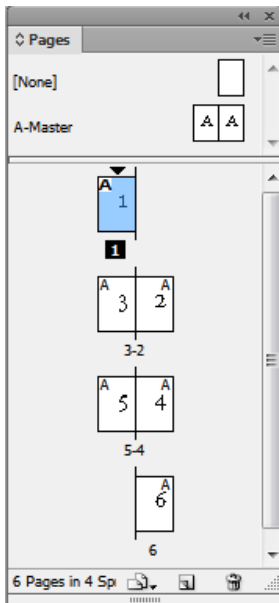 Pages
[None]
A-Master
A A
A
1
1
A A
3 2
3-2
A A
5 4
5-4
A
6
6
6 Pages in 4 Spr